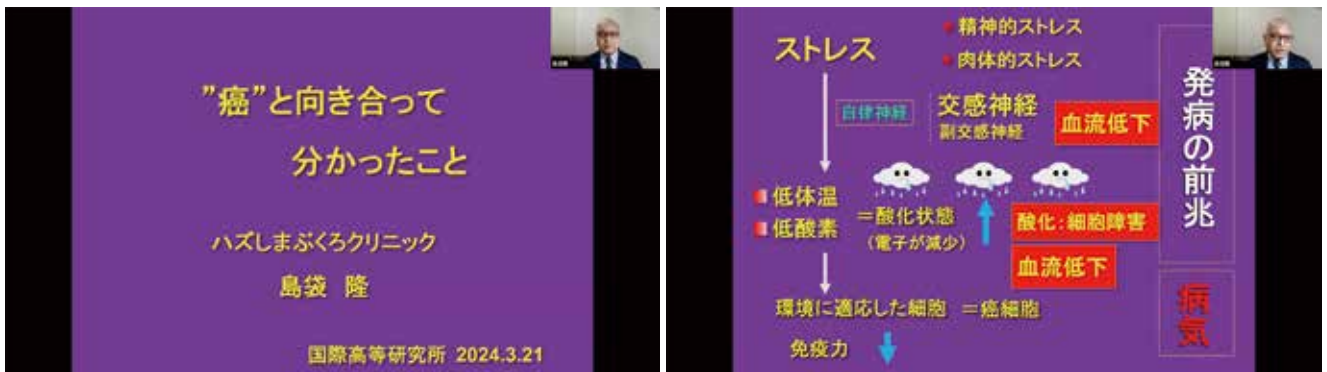 ”癌”と向き合って
分かったこと
ハズしまぶくろクリニック
島袋 隆
国際高等研究所 2024.3.21
ストレス
精神的ストレス
肉体的ストレス
自律神経
交感神経
副交感神経
血流低下
発病の前兆
低体温
低酸素
＝酸化状態
（電子が減少）
酸化：細胞障害
血流低下
環境に適応した細胞 ＝癌細胞
免疫力
病気